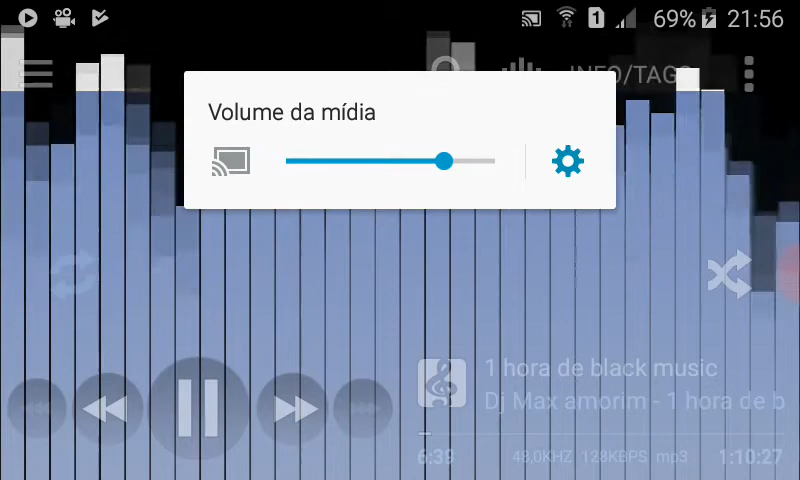 1 69% 21:56
INFO/TAGS
Volume da mídia
1 hora de black music
Dj Max amorim - 1 hora de b
6:39 48,0KHZ 128KBPS mp3 1:10:27